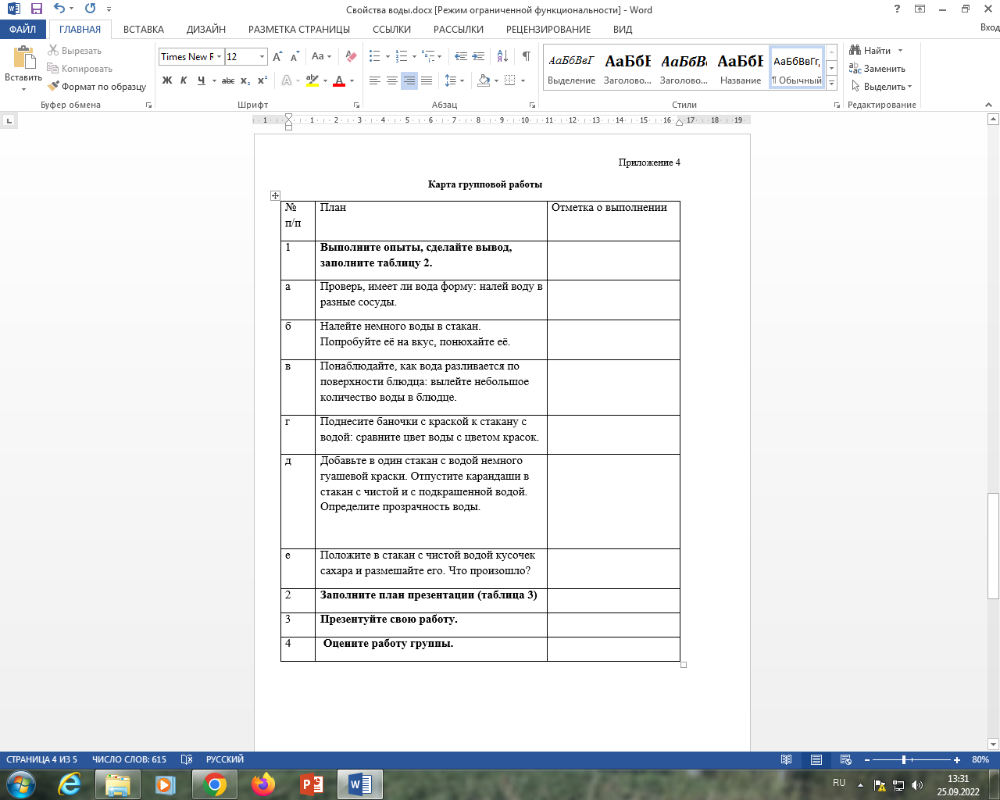 Свойства воды.docx [Режим ограниченной функциональности] - Word
Вход
ФАЙЛ ГЛАВНАЯ ВСТАВКА ДИЗАЙН РАЗМЕТКА СТРАНИЦЫ ССЫЛКИ РАССЫЛКИ РЕЦЕНЗИРОВАНИЕ ВИД
Вставить
Вырезать
Копировать
Формат по образцу
Буфер обмена
Times New R 12
Aa
Ж К Ч abc x₂ x²
Шрифт
Абзац
АаБбВвГ АаБбВ АаБбВв АаБбВ АаБбВвГг,
Выделение Заголово... Заголово... Название ¶ Обычный
Стили
Найти
Заменить
Выделить
Редактирование
1 1 2 3 4 5 6 7 8 9 10 11 12 13 14 15 16 17 18 19
Приложение 4
Карта групповой работы
№ п/п План Отметка о выполнении
1 Выполните опыты, сделайте вывод,
заполните таблицу 2.
а Проверь, имеет ли вода форму: налей воду в
разные сосуды.
б Налейте немного воды в стакан.
Попробуйте её на вкус, понюхайте её.
в Понаблюдайте, как вода разливается по
поверхности блюдца: вылейте небольшое
количество воды в блюдце.
г Поднесите баночки с краской к стакану с
водой: сравните цвет воды с цветом красок.
д Добавьте в один стакан с водой немного
гуашевой краски. Отпустите карандаши в
стакан с чистой и с подкрашенной водой.
Определите прозрачность воды.
е Положите в стакан с чистой водой кусочек
сахара и размешайте его. Что произошло?
2 Заполните план презентации (таблица 3)
3 Презентуйте свою работу.
4 Оцените работу группы.
СТРАНИЦА 4 ИЗ 5 ЧИСЛО СЛОВ: 615 РУССКИЙ 80%
RU 13:31
25.09.2022